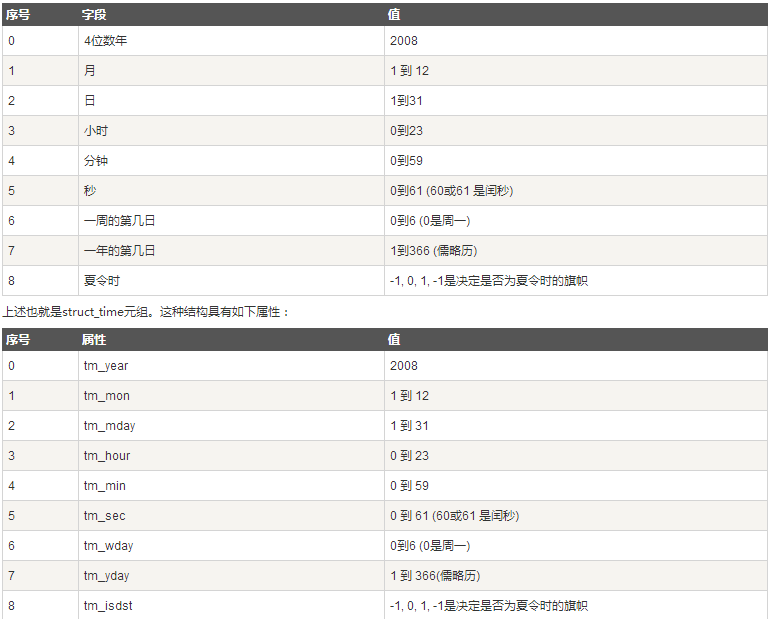 序号 字段 值
0 4位数年 2008
1 月 1 到 12
2 日 1到31
3 小时 0到23
4 分钟 0到59
5 秒 0到61 (60或61 是闰秒)
6 一周的第几日 0到6 (0是周一)
7 一年的第几日 1到366 (儒略历)
8 夏令时 -1, 0, 1, -1是决定是否为夏令时的旗帜
上述也就是struct_time元组。这种结构具有如下属性：
序号 属性 值
0 tm_year 2008
1 tm_mon 1 到 12
2 tm_mday 1 到 31
3 tm_hour 0 到 23
4 tm_min 0 到 59
5 tm_sec 0 到 61 (60或61 是闰秒)
6 tm_wday 0到6 (0是周一)
7 tm_yday 1 到 366(儒略历)
8 tm_isdst -1, 0, 1, -1是决定是否为夏令时的旗帜